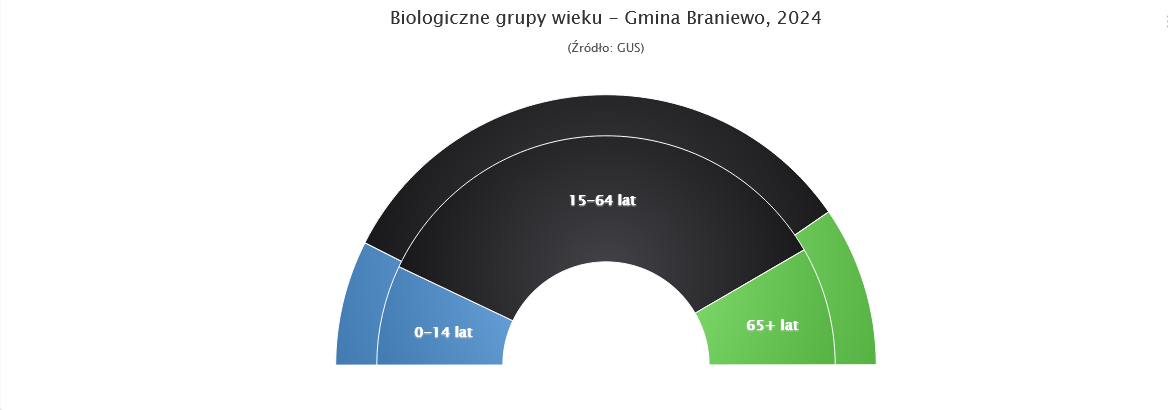 Biologiczne grupy wieku – Gmina Braniewo, 2024
(Źródło: GUS)
15–64 lat
0–14 lat
65+ lat